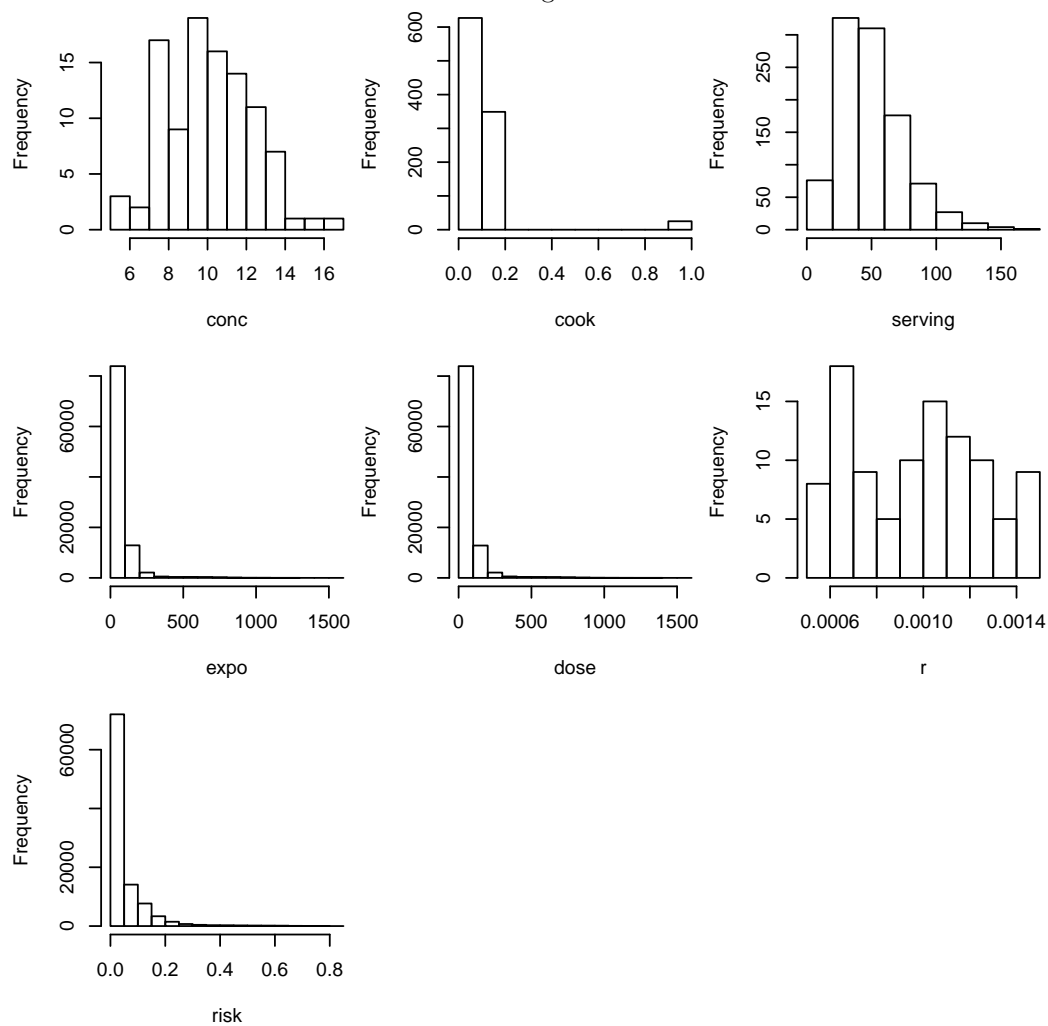 Frequency
0 5 10 15
6 8 10 12 14 16
conc
Frequency
0 200 400 600
0.0 0.2 0.4 0.6 0.8 1.0
cook
Frequency
0 50 150 250
0 50 100 150
serving
Frequency
0 20000 60000
0 500 1000 1500
expo
Frequency
0 20000 60000
0 500 1000 1500
dose
Frequency
0 5 10 15
0.0006 0.0010 0.0014
r
Frequency
0 20000 60000
0.0 0.2 0.4 0.6 0.8
risk